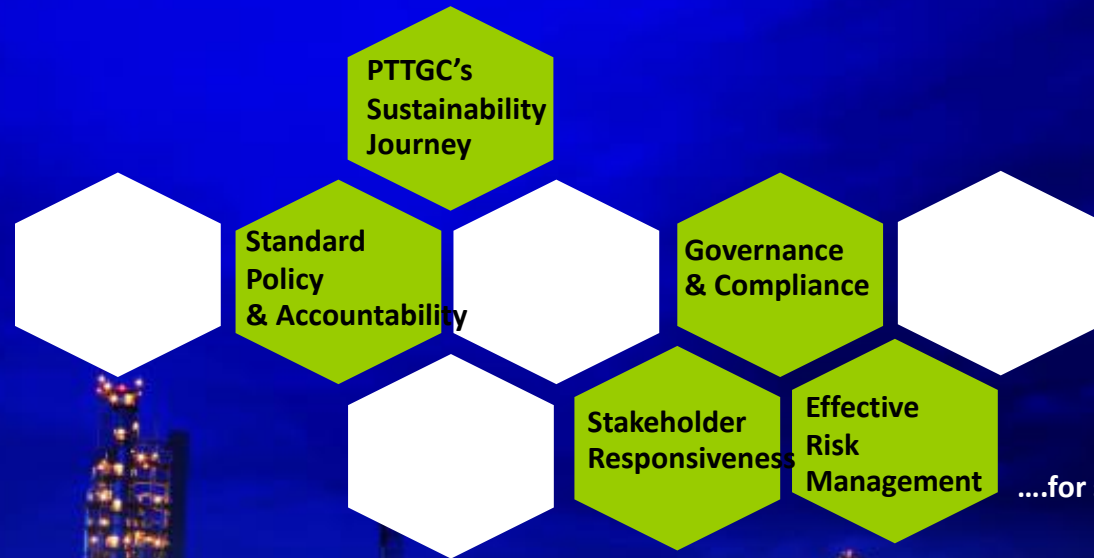 PTTGC's
Sustainability
Journey
Standard
Policy
& Accountability
Governance
& Compliance
Stakeholder
Responsiveness
Effective
Risk
Management
....for